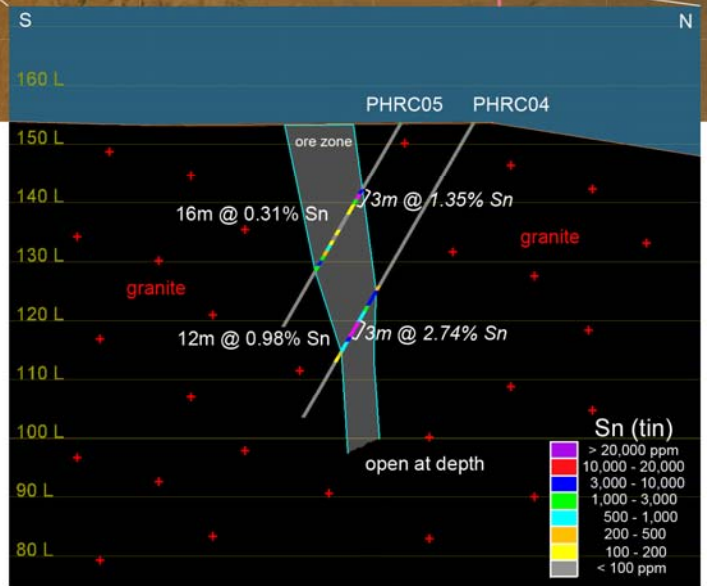 S N
160 L
PHRC05 PHRC04
150 L
ore zone
140 L
3m @ 1.35% Sn
16m @ 0.31% Sn
granite
130 L
granite
120 L
12m @ 0.98% Sn
3m @ 2.74% Sn
110 L
100 L
Sn (tin)
open at depth
> 20,000 ppm
10,000 - 20,000
3,000 - 10,000
1,000 - 3,000
500 - 1,000
200 - 500
100 - 200
< 100 ppm
90 L
80 L